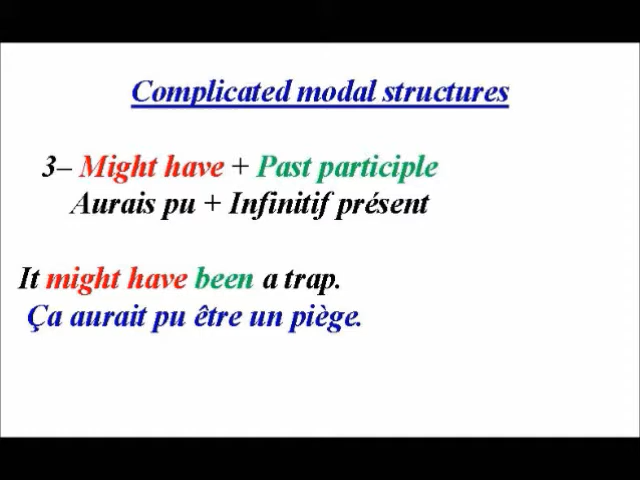 Complicated modal structures
3– Might have + Past participle
Aurais pu + Infinitif présent
It might have been a trap.
Ça aurait pu être un piège.